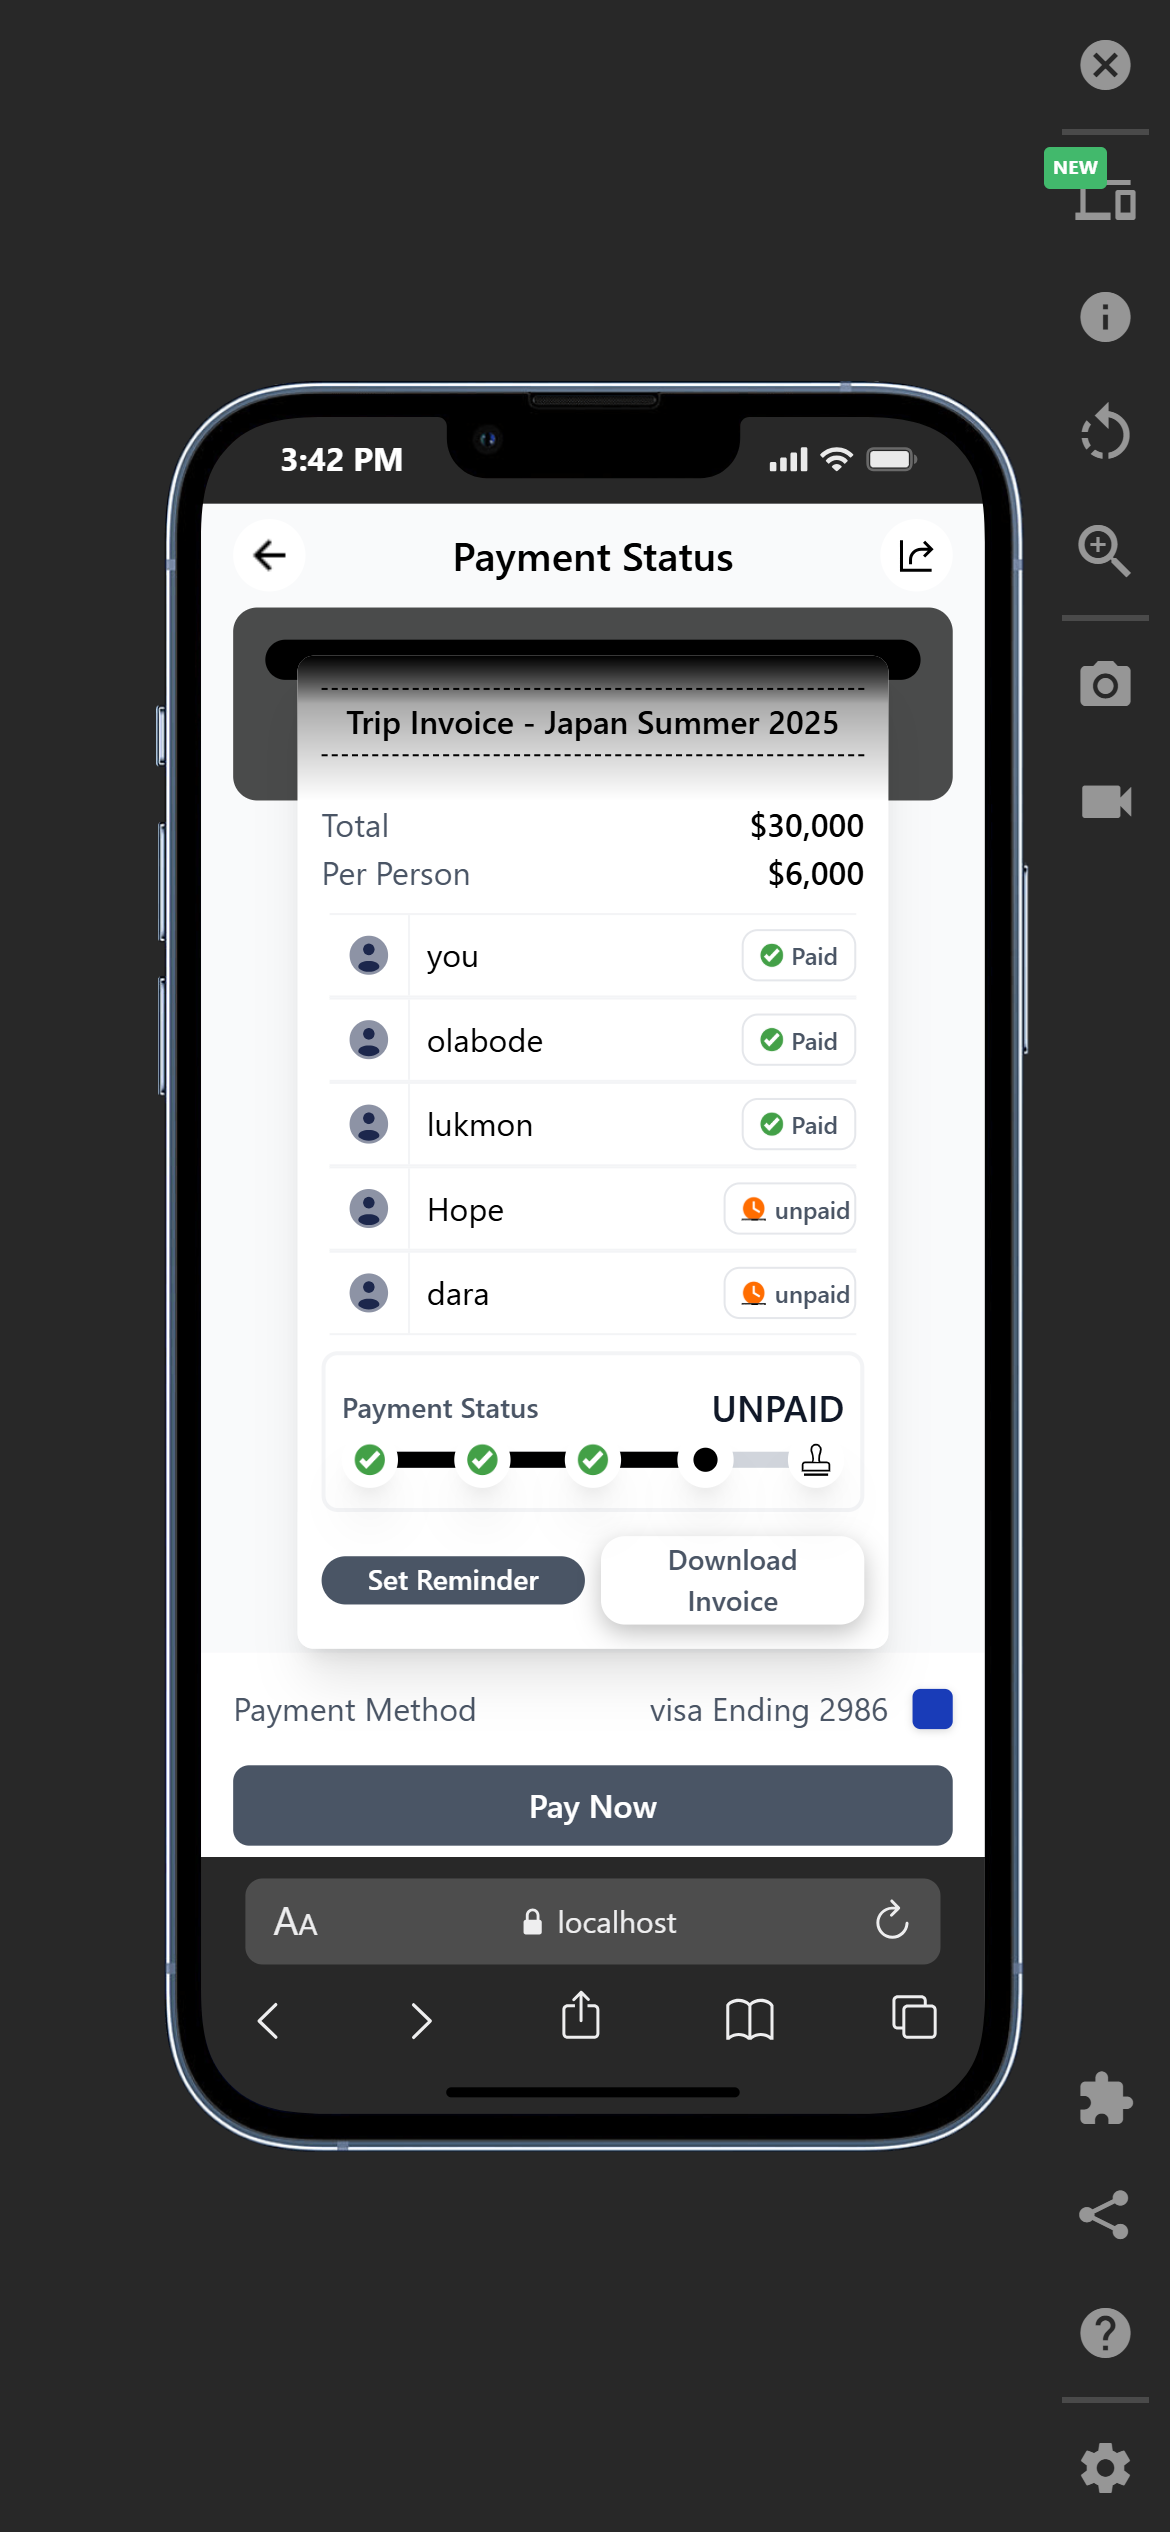 NEW
3:42 PM
Payment Status
Trip Invoice - Japan Summer 2025
Total $30,000
Per Person $6,000
you Paid
olabode Paid
lukmon Paid
Hope unpaid
dara unpaid
Payment Status UNPAID
Set Reminder
Download
Invoice
Payment Method visa Ending 2986
Pay Now
AA localhost